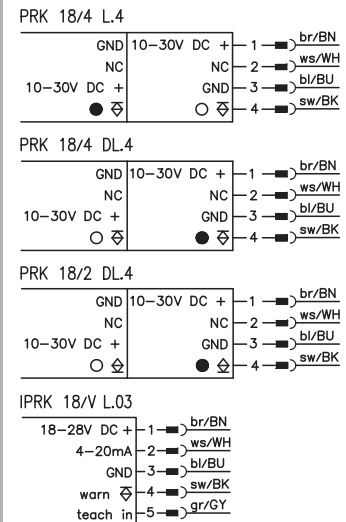 PRK 18/4 L.4
GND 10-30V DC + 1 br/BN
NC NC 2 ws/WH
10-30V DC + GND 3 bl/BU
4 sw/BK
PRK 18/4 DL.4
GND 10-30V DC + 1 br/BN
NC NC 2 ws/WH
10-30V DC + GND 3 bl/BU
4 sw/BK
PRK 18/2 DL.4
GND 10-30V DC + 1 br/BN
NC NC 2 ws/WH
10-30V DC + GND 3 bl/BU
4 sw/BK
IPRK 18/V L.03
18-28V DC + 1 br/BN
4-20mA 2 ws/WH
GND 3 bl/BU
warn 4 sw/BK
teach in 5 gr/GY